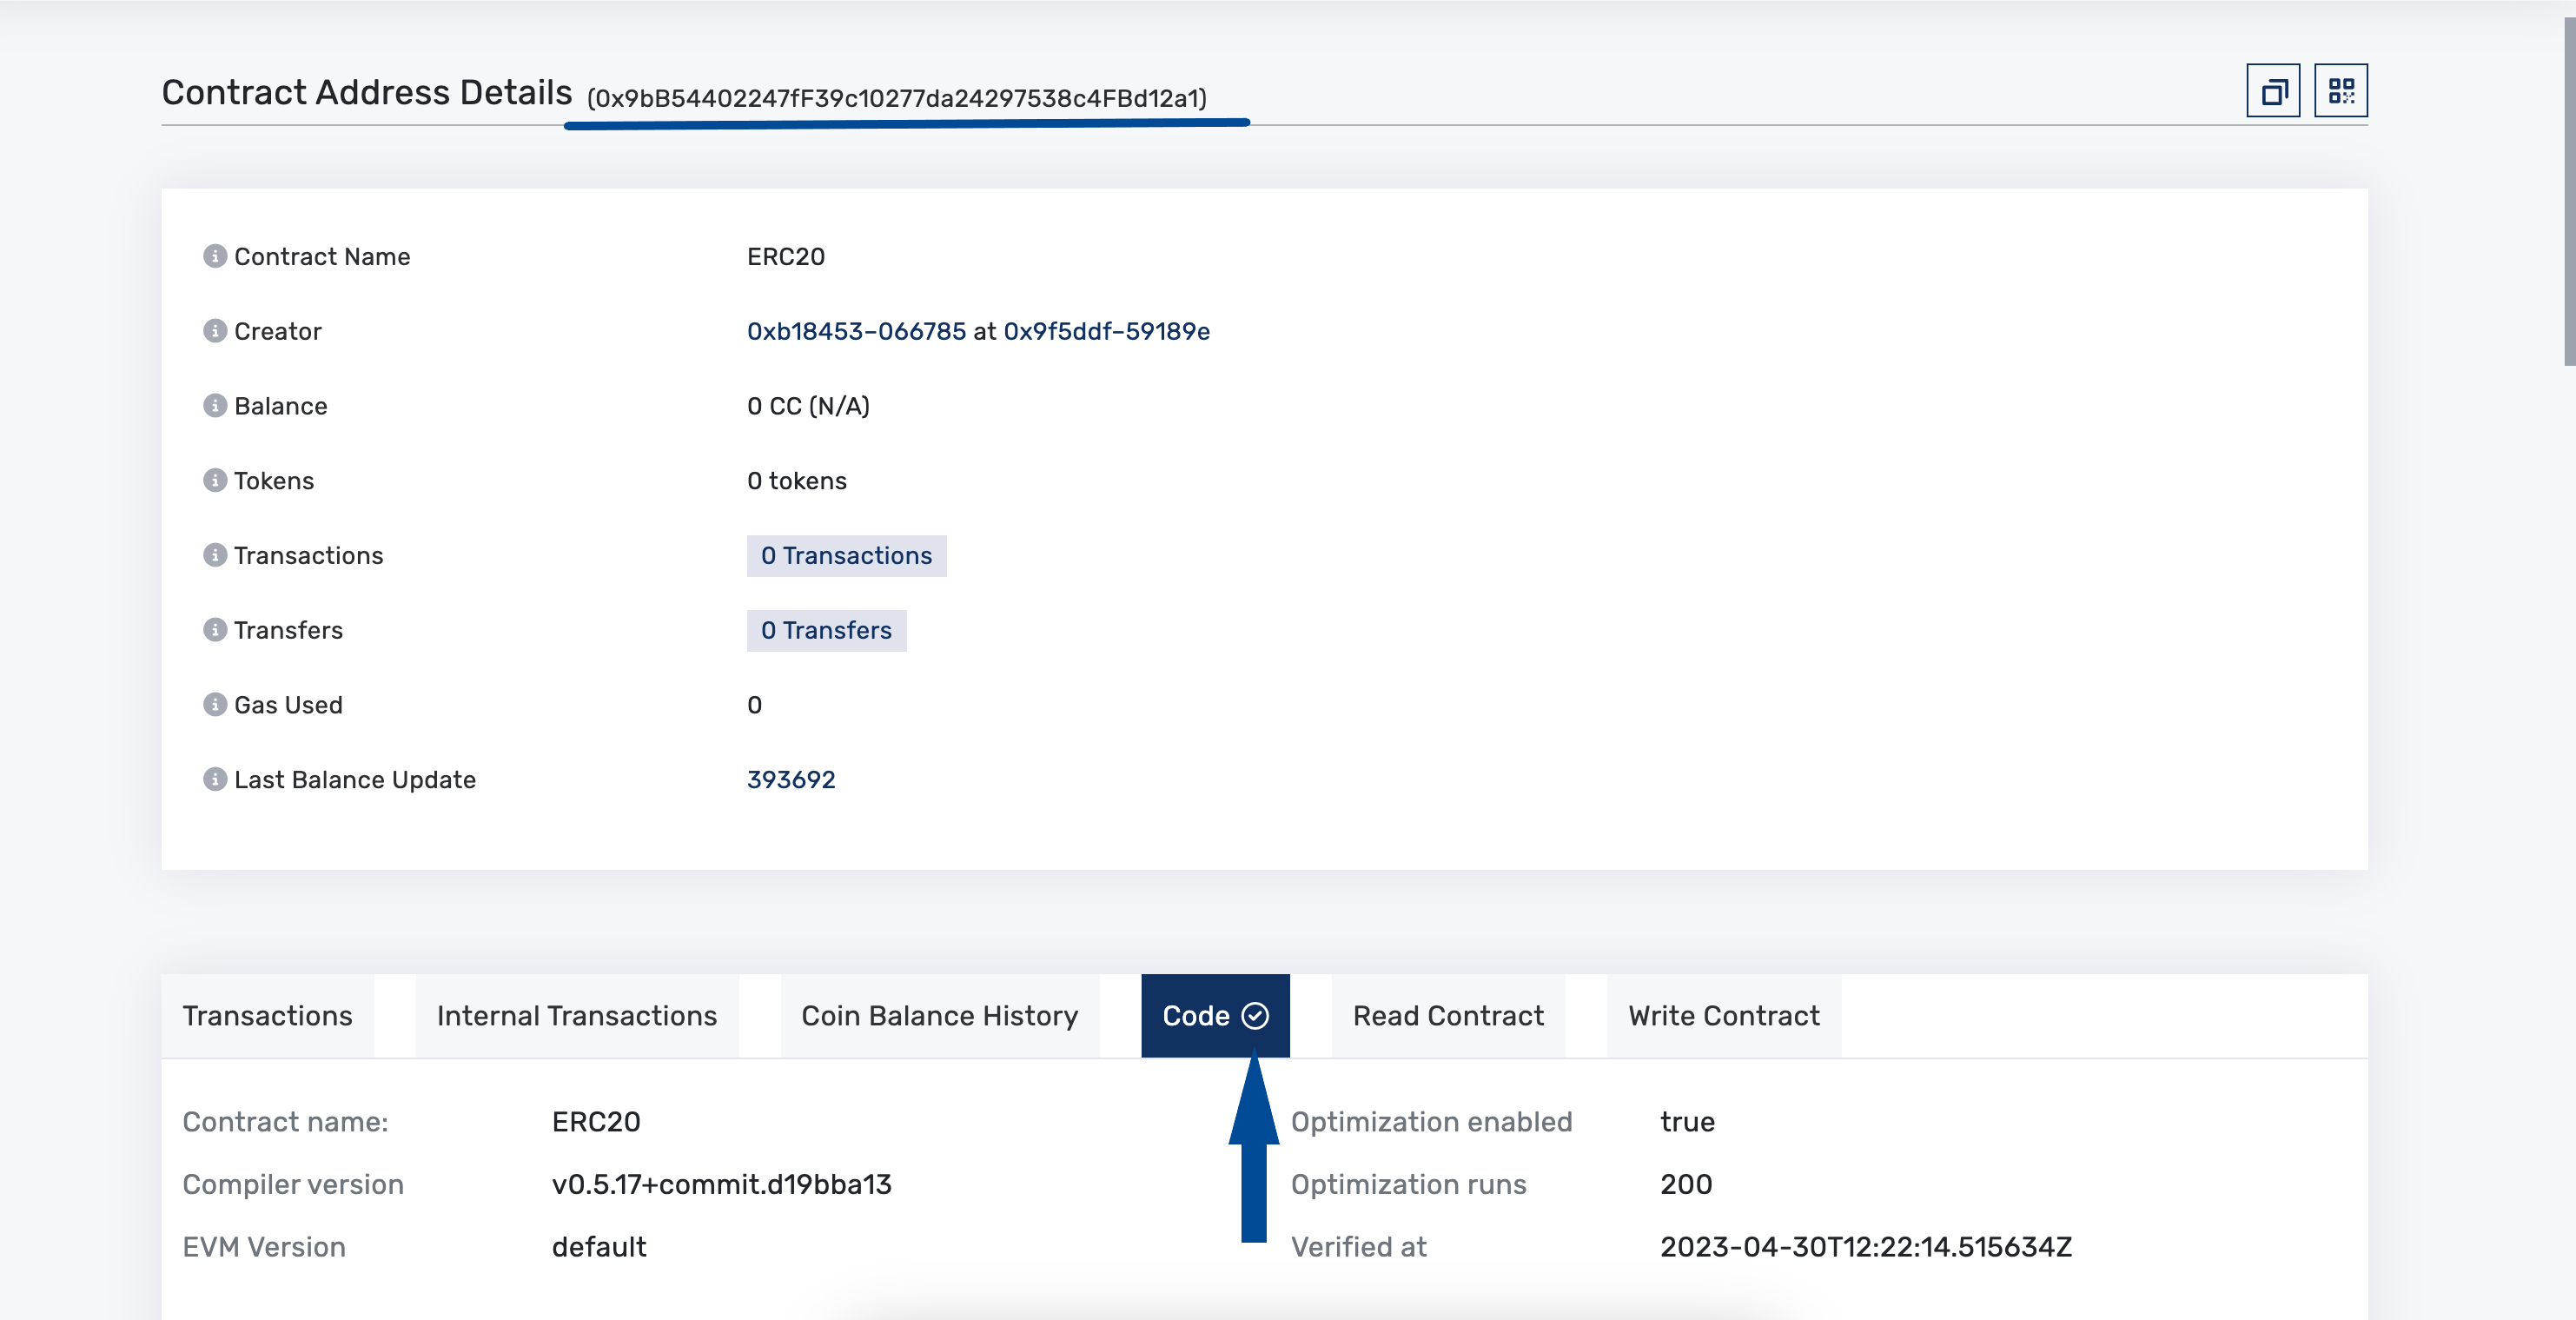 Contract Address Details (0x9bB54402247fF39c10277da24297538c4FBd12a1)
Contract Name ERC20
Creator 0xb18453–066785 at 0x9f5ddf–59189e
Balance 0 CC (N/A)
Tokens 0 tokens
Transactions 0 Transactions
Transfers 0 Transfers
Gas Used 0
Last Balance Update 393692
Transactions Internal Transactions Coin Balance History Code Read Contract Write Contract
Contract name: ERC20 Optimization enabled true
Compiler version v0.5.17+commit.d19bba13 Optimization runs 200
EVM Version default Verified at 2023-04-30T12:22:14.515634Z